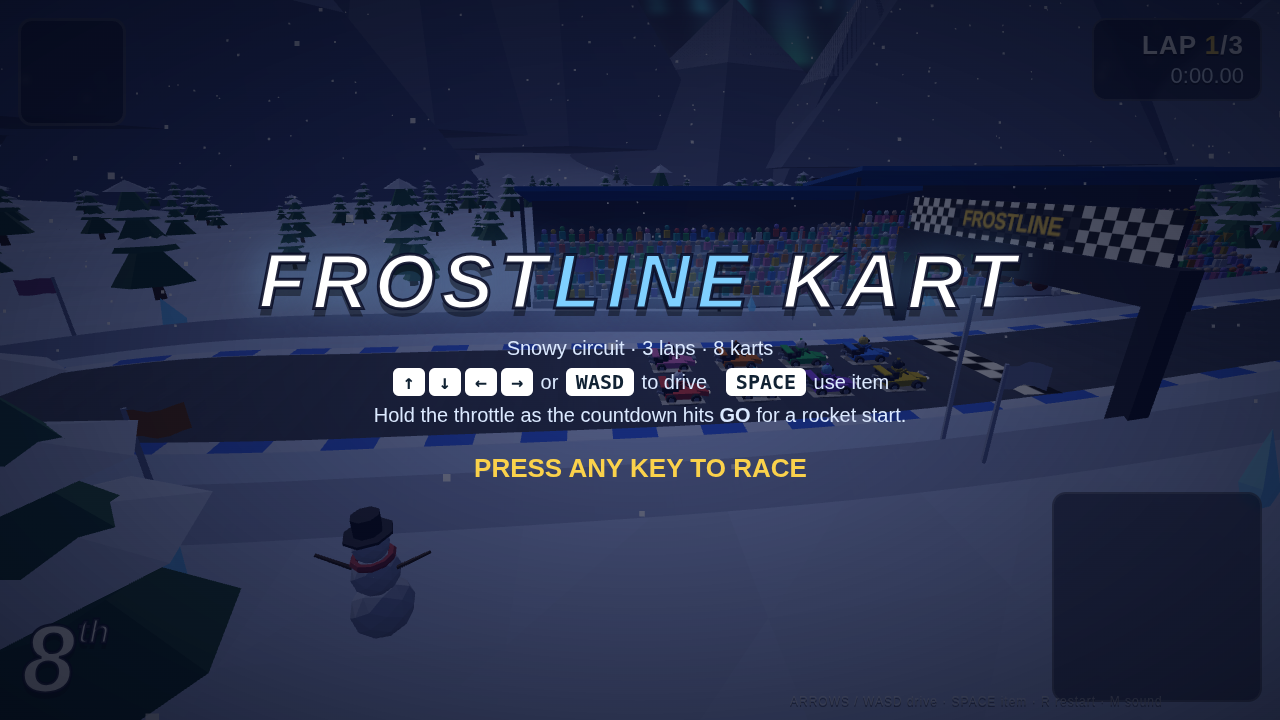 LAP 1/3
0:00.00
FROSTLINE
FROSTLINE KART
Snowy circuit · 3 laps · 8 karts
↑ ↓ ← → or WASD to drive SPACE use item
Hold the throttle as the countdown hits GO for a rocket start.
PRESS ANY KEY TO RACE
8th
ARROWS / WASD drive · SPACE item · R restart · M sound